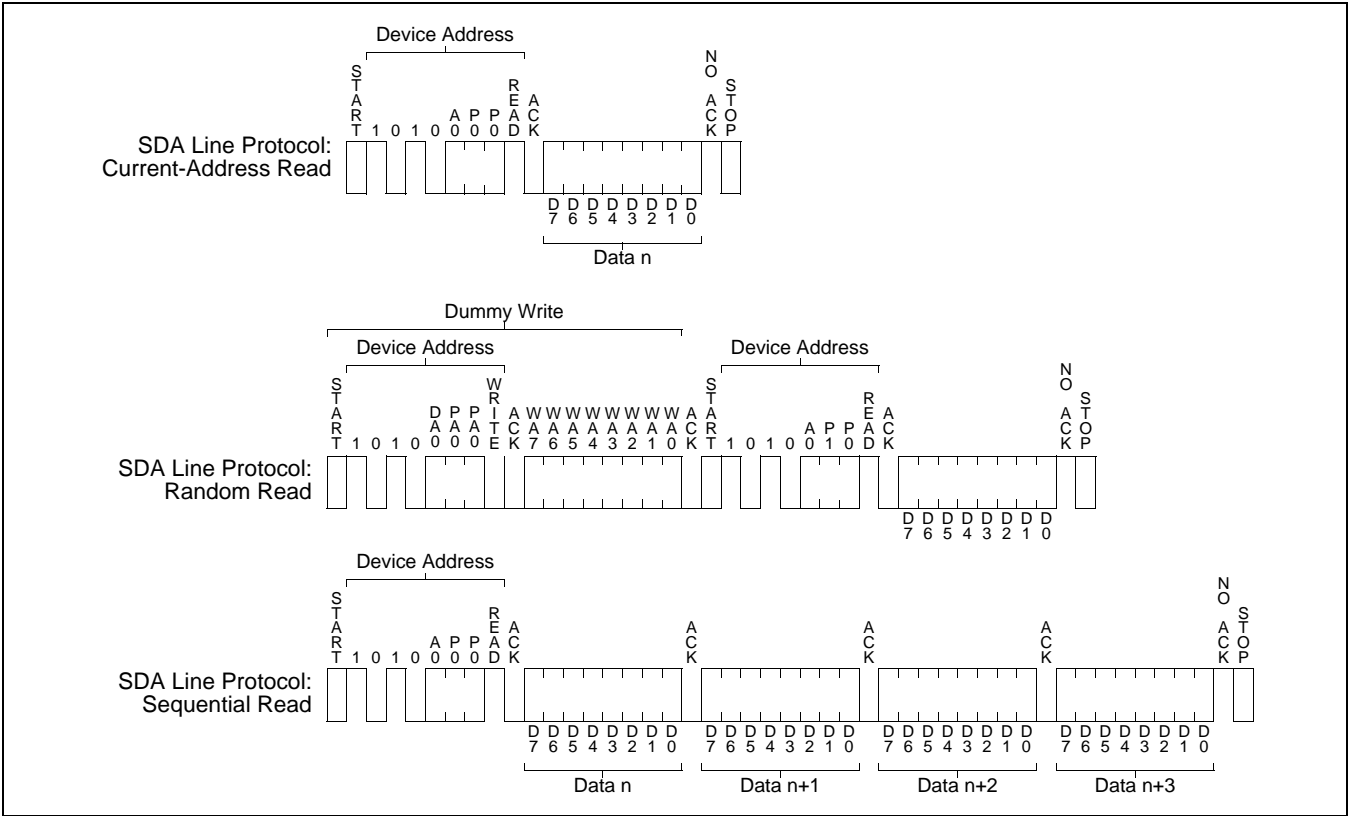 Device Address
START 1 0 1 0 A0 P0 P0 READ ACK NO ACK STOP
SDA Line Protocol:
Current-Address Read
D7 D6 D5 D4 D3 D2 D1 D0
Data n
Dummy Write
Device Address Device Address
START 1 0 1 0 DA0 PA0 PA0 WRITE ACK WA7 WA6 WA5 WA4 WA3 WA2 WA1 WA0 ACK START 1 0 1 0 A0 P1 P0 READ ACK NO ACK STOP
SDA Line Protocol:
Random Read
D7 D6 D5 D4 D3 D2 D1 D0
Device Address
START 1 0 1 0 A0 P0 P0 READ ACK ACK ACK ACK NO ACK STOP
SDA Line Protocol:
Sequential Read
D7 D6 D5 D4 D3 D2 D1 D0 D7 D6 D5 D4 D3 D2 D1 D0 D7 D6 D5 D4 D3 D2 D1 D0 D7 D6 D5 D4 D3 D2 D1 D0
Data n Data n+1 Data n+2 Data n+3